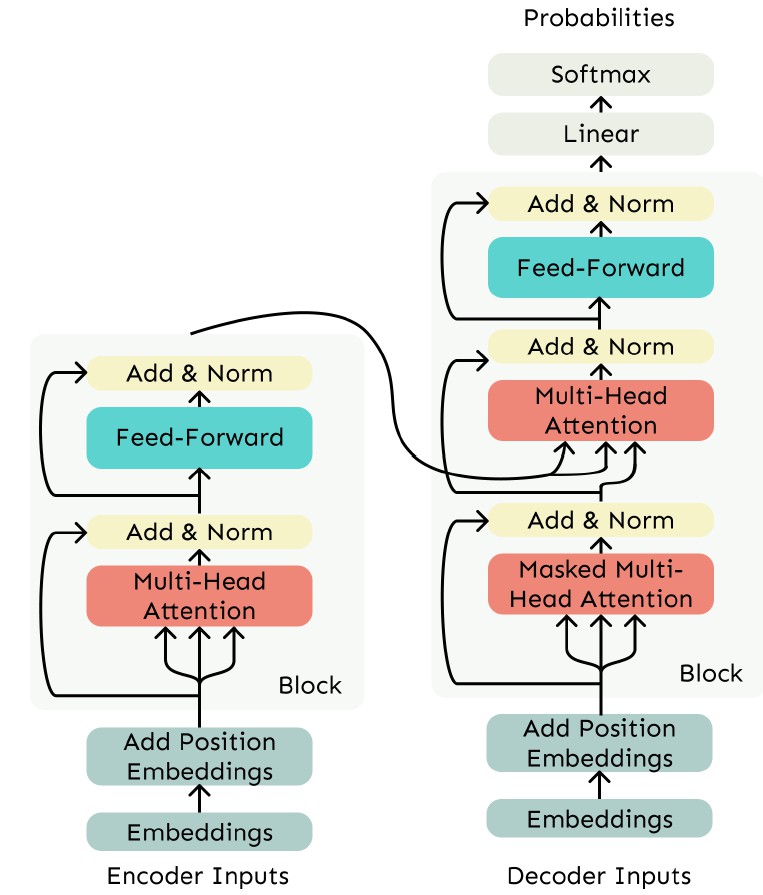 Probabilities
Softmax
Linear
Add & Norm
Feed-Forward
Add & Norm
Multi-Head
Attention
Add & Norm
Masked Multi-
Head Attention
Block
Add Position
Embeddings
Embeddings
Decoder Inputs
Add & Norm
Feed-Forward
Add & Norm
Multi-Head
Attention
Block
Add Position
Embeddings
Embeddings
Encoder Inputs